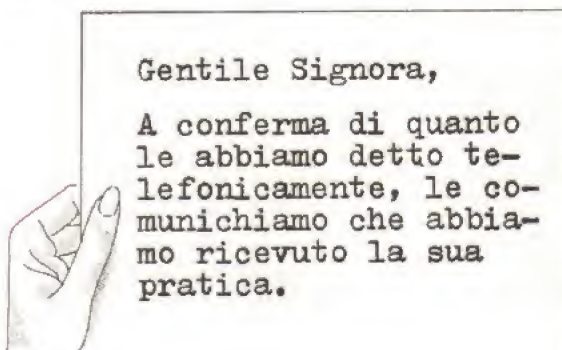 Gentile Signora,
A conferma di quanto
le abbiamo detto te-
lefonicamente, le co-
munichiamo che abbia-
mo ricevuto la sua
pratica.